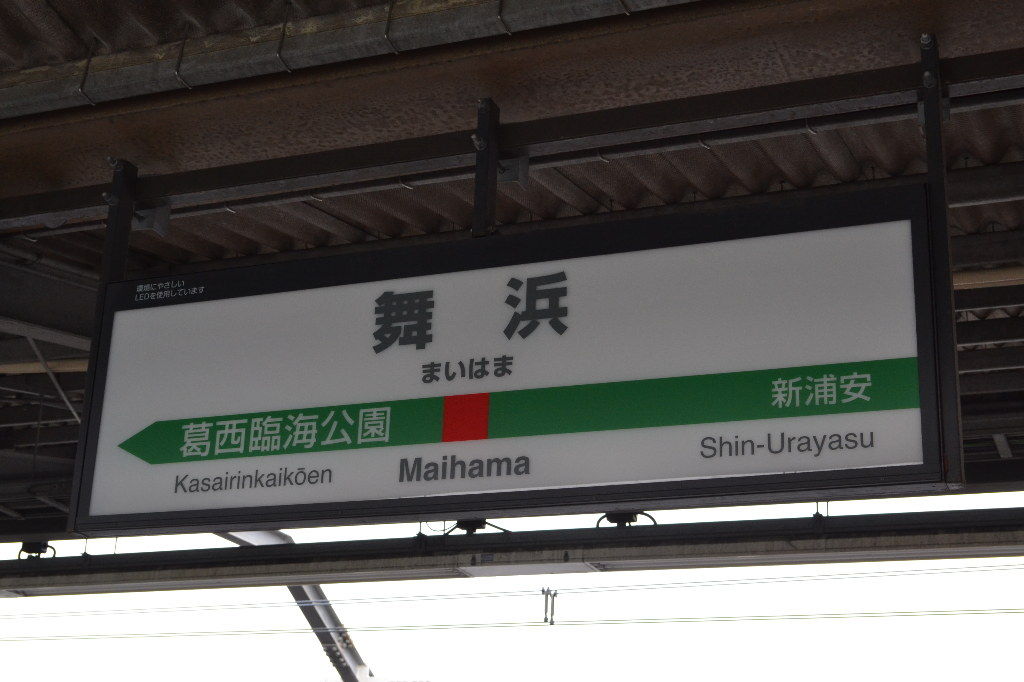 環境にやさしい
LEDを使用しています
舞浜
まいはま
葛西臨海公園
新浦安
Kasairinkaikōen
Maihama
Shin-Urayasu